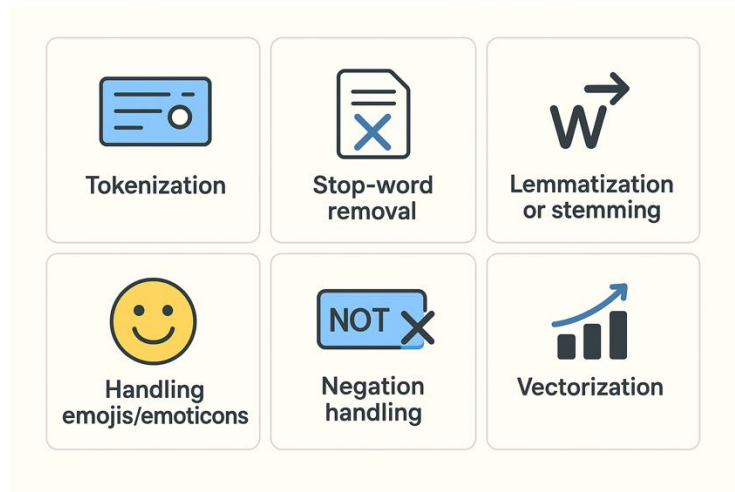 Tokenization
Stop-word
removal
W
Lemmatization
or stemming
Handling
emojis/emoticons
NOT
Negation
handling
Vectorization